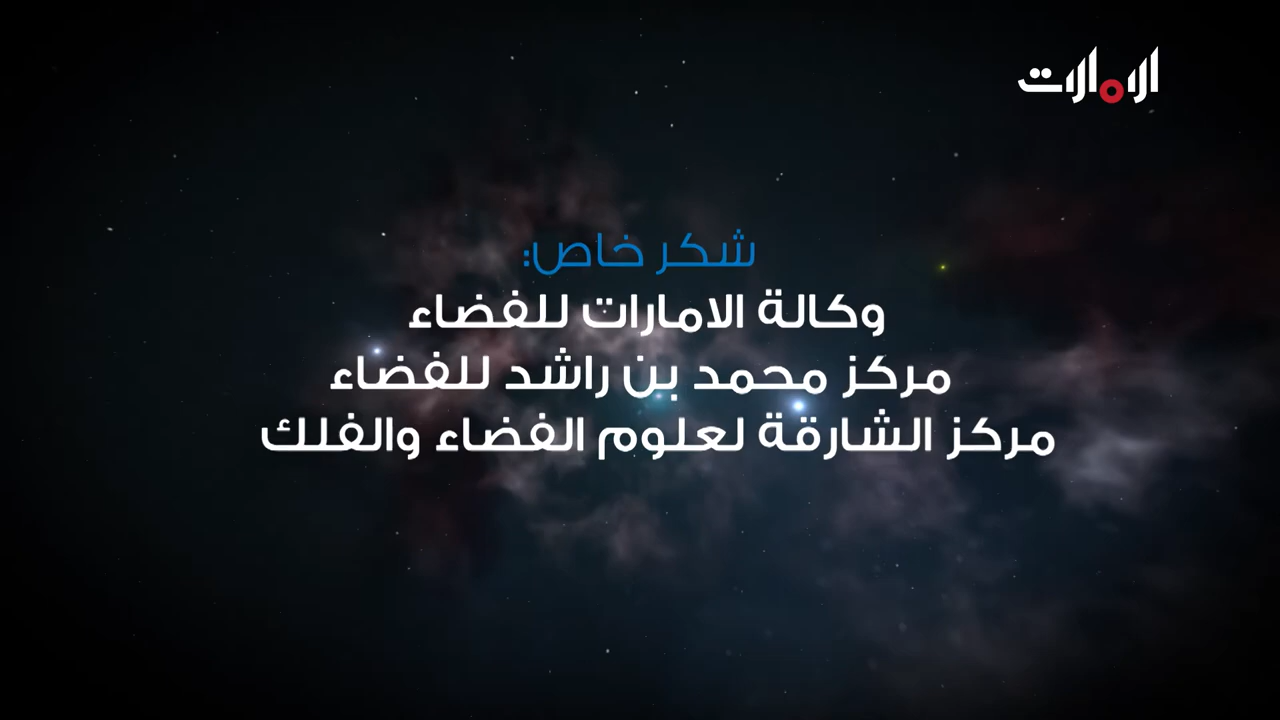 الامارات
شكر خاص:
وكالة الامارات للفضاء
مركز محمد بن راشد للفضاء
مركز الشارقة لعلوم الفضاء والفلك